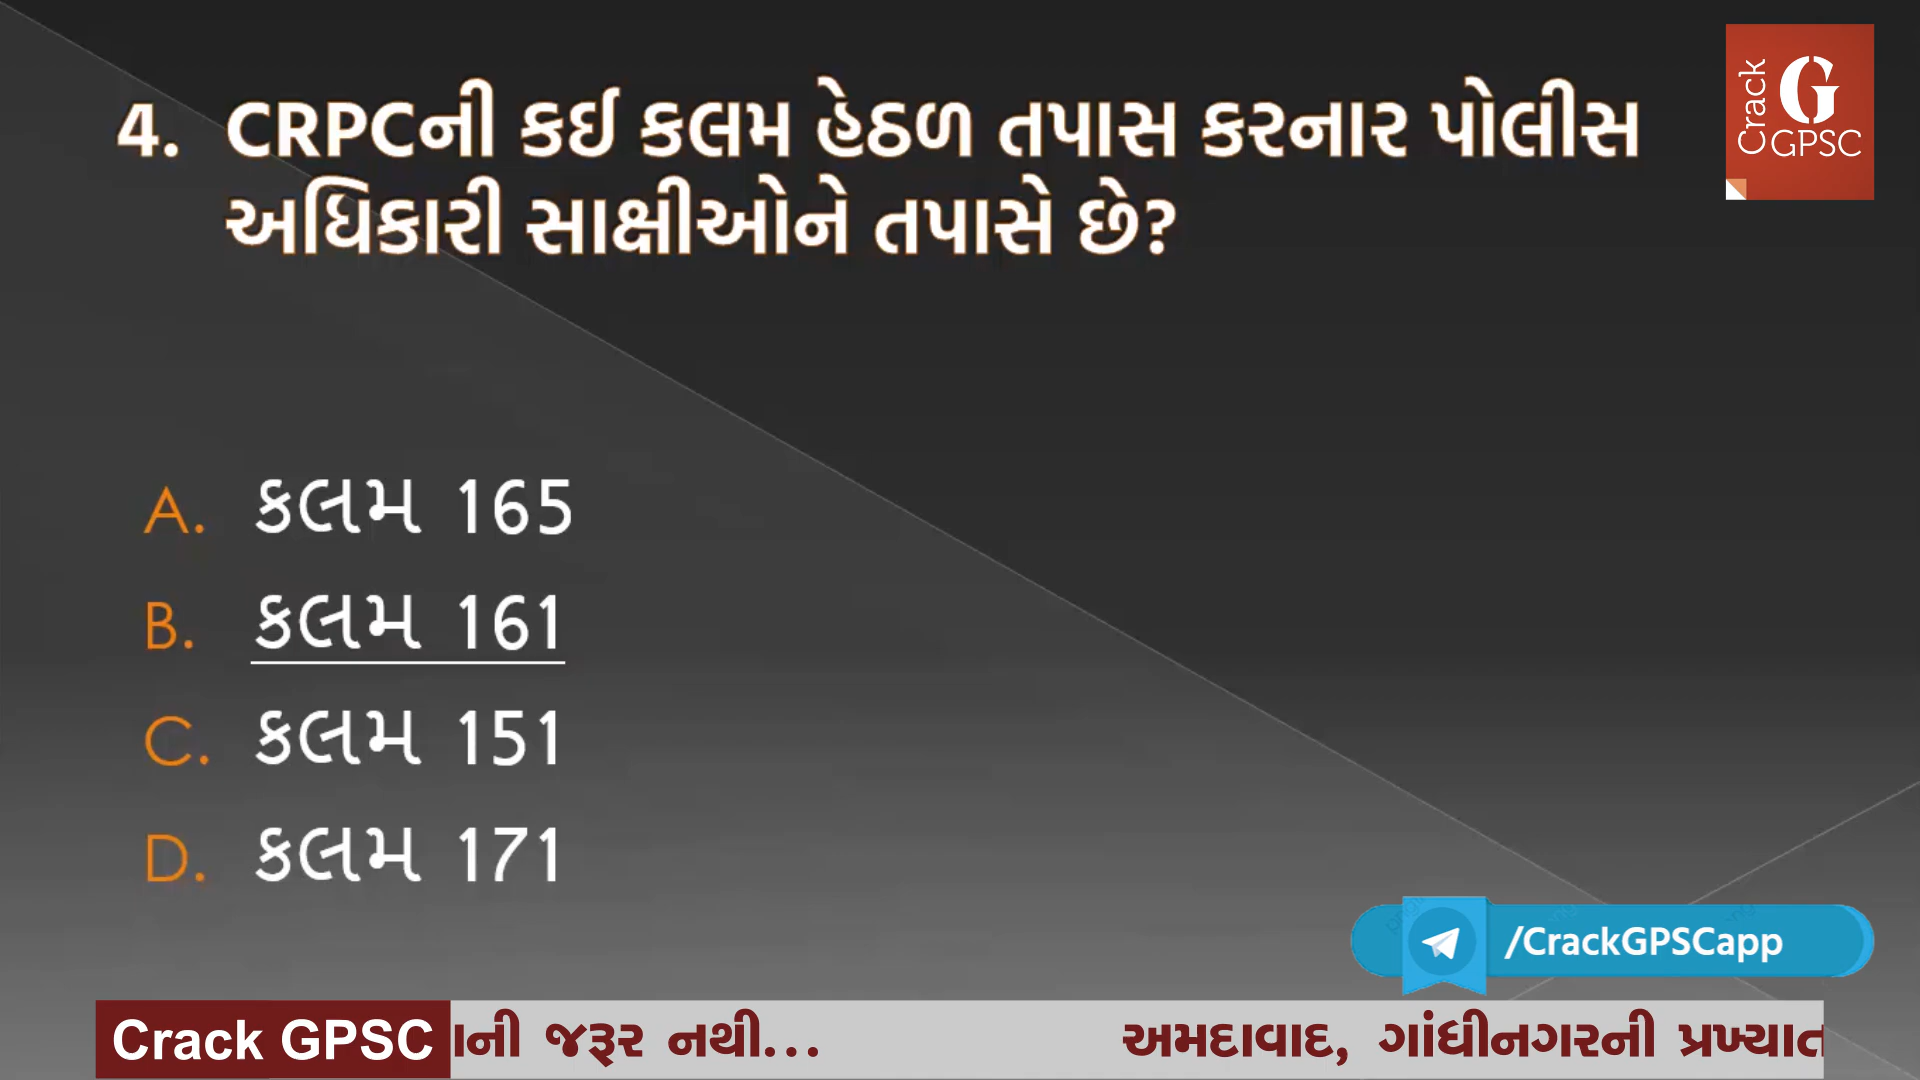 4. CRPCની કઈ કલમ હેઠળ તપાસ કરનાર પોલીસ
અધિકારી સાક્ષીઓને તપાસે છે?
Crack
G
GPSC
A. કલમ 165
B. કલમ 161
C. કલમ 151
D. કલમ 171
/CrackGPSCapp
Crack GPSC
જરૂર નથી... અમદાવાદ, ગાંધીનગરની